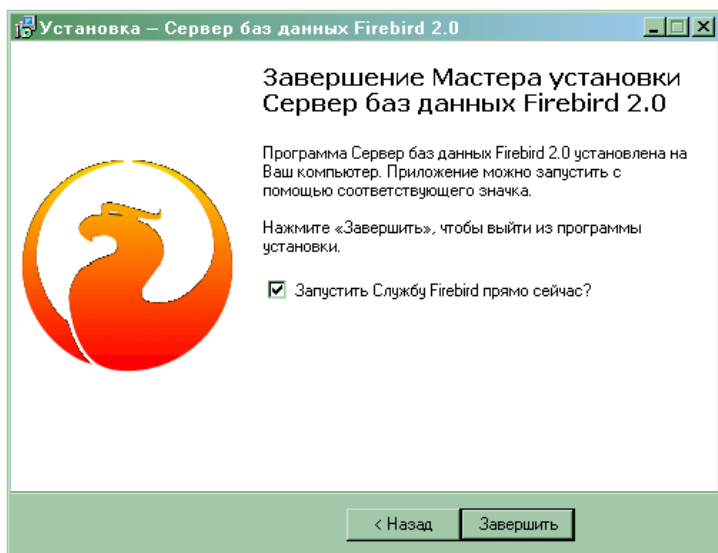 Установка – Сервер баз данных Firebird 2.0
Завершение Мастера установки
Сервер баз данных Firebird 2.0
Программа Сервер баз данных Firebird 2.0 установлена на
Ваш компьютер. Приложение можно запустить с
помощью соответствующего значка.
Нажмите «Завершить», чтобы выйти из программы
установки.
Запустить Службу Firebird прямо сейчас?
< Назад
Завершить